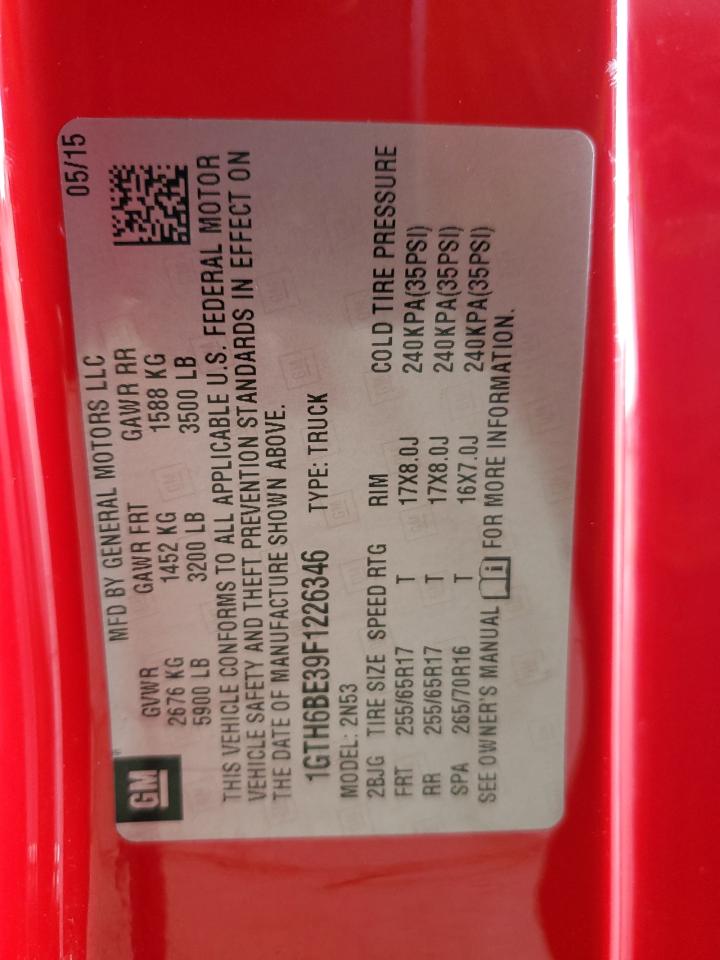 MFD BY GENERAL MOTORS LLC 05/15
GM
GVWR GAWR FRT GAWR RR
2676 KG 1452 KG 1588 KG
5900 LB 3200 LB 3500 LB
THIS VEHICLE CONFORMS TO ALL APPLICABLE U.S. FEDERAL MOTOR
VEHICLE SAFETY AND THEFT PREVENTION STANDARDS IN EFFECT ON
THE DATE OF MANUFACTURE SHOWN ABOVE.
1GTH6BE39F1226346 TYPE: TRUCK
MODEL: 2N53
2BJG TIRE SIZE SPEED RTG RIM COLD TIRE PRESSURE
FRT 255/65R17 T 17X8.0J 240KPA(35PSI)
RR 255/65R17 T 17X8.0J 240KPA(35PSI)
SPA 265/70R16 T 16X7.0J 240KPA(35PSI)
SEE OWNER'S MANUAL FOR MORE INFORMATION.